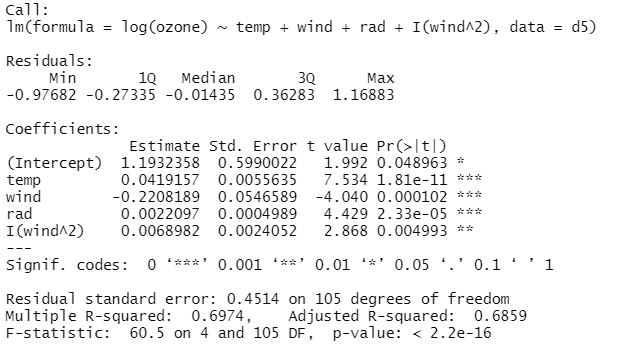 Call:
lm(formula = log(ozone) ~ temp + wind + rad + I(wind^2), data = d5)
Residuals:
Min 1Q Median 3Q Max
-0.97682 -0.27335 -0.01435 0.36283 1.16883
Coefficients:
Estimate Std. Error t value Pr(>|t|)
(Intercept) 1.1932358 0.5990022 1.992 0.048963 *
temp 0.0419157 0.0055635 7.534 1.81e-11 ***
wind -0.2208189 0.0546589 -4.040 0.000102 ***
rad 0.0022097 0.0004989 4.429 2.33e-05 ***
I(wind^2) 0.0068982 0.0024052 2.868 0.004993 **
---
Signif. codes: 0 ‘***’ 0.001 ‘**’ 0.01 ‘*’ 0.05 ‘.’ 0.1 ‘ ’ 1
Residual standard error: 0.4514 on 105 degrees of freedom
Multiple R-squared: 0.6974, Adjusted R-squared: 0.6859
F-statistic: 60.5 on 4 and 105 DF, p-value: < 2.2e-16